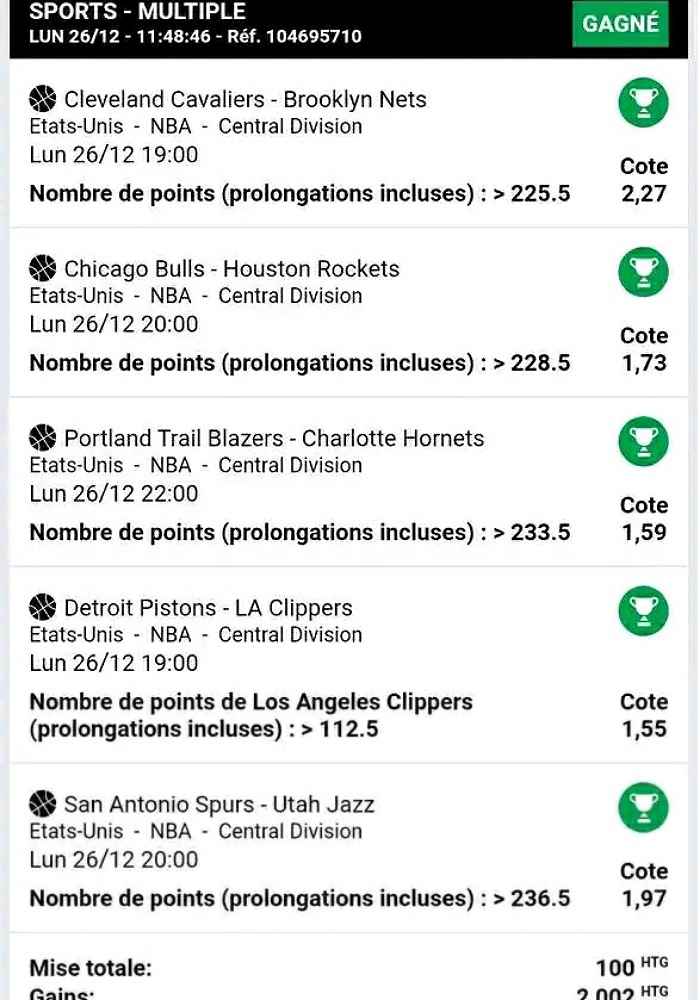 SPORTS - MULTIPLE
LUN 26/12 - 11:48:46 - Réf. 104695710
GAGNÉ
Cleveland Cavaliers - Brooklyn Nets
Etats-Unis - NBA - Central Division
Lun 26/12 19:00
Nombre de points (prolongations incluses) : > 225.5
Cote
2,27
Chicago Bulls - Houston Rockets
Etats-Unis - NBA - Central Division
Lun 26/12 20:00
Nombre de points (prolongations incluses) : > 228.5
Cote
1,73
Portland Trail Blazers - Charlotte Hornets
Etats-Unis - NBA - Central Division
Lun 26/12 22:00
Nombre de points (prolongations incluses) : > 233.5
Cote
1,59
Detroit Pistons - LA Clippers
Etats-Unis - NBA - Central Division
Lun 26/12 19:00
Nombre de points de Los Angeles Clippers
(prolongations incluses) : > 112.5
Cote
1,55
San Antonio Spurs - Utah Jazz
Etats-Unis - NBA - Central Division
Lun 26/12 20:00
Nombre de points (prolongations incluses) : > 236.5
Cote
1,97
Mise totale: 100 HTG
Gains: 2 002 HTG